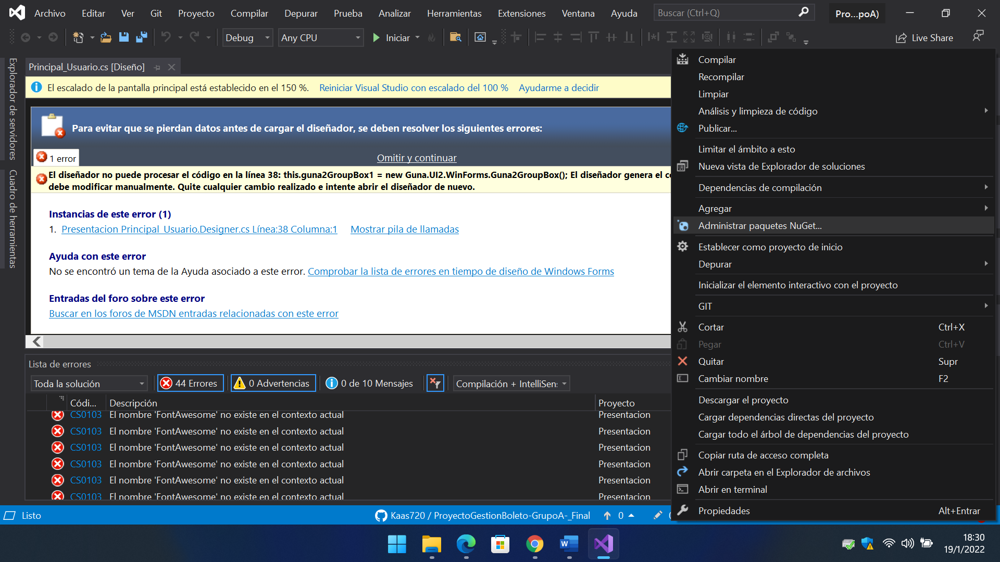 Archivo Editar Ver Git Proyecto Compilar Depurar Prueba Analizar Herramientas Extensiones Ventana Ayuda Buscar (Ctrl+Q) Pro...poA)
Debug Any CPU Iniciar Live Share
Explorador de servidores
Cuadro de herramientas
Principal_Usuario.cs [Diseño]
El escalado de la pantalla principal está establecido en el 150 %. Reiniciar Visual Studio con escalado del 100 % Ayudarme a decidir
Para evitar que se pierdan datos antes de cargar el diseñador, se deben resolver los siguientes errores:
1 error
Omitir y continuar
El diseñador no puede procesar el código en la línea 38: this.guna2GroupBox1 = new Guna.UI2.WinForms.Guna2GroupBox(); El diseñador genera el
debe modificar manualmente. Quite cualquier cambio realizado e intente abrir el diseñador de nuevo.
Instancias de este error (1)
1. Presentacion Principal_Usuario.Designer.cs Línea:38 Columna:1 Mostrar pila de llamadas
Ayuda con este error
No se encontró un tema de la Ayuda asociado a este error. Comprobar la lista de errores en tiempo de diseño de Windows Forms
Entradas del foro sobre este error
Buscar en los foros de MSDN entradas relacionadas con este error
Lista de errores
Toda la solución 44 Errores 0 Advertencias 0 de 10 Mensajes Compilación + IntelliSen
Códi... Descripción Proyecto
CS0103 El nombre 'FontAwesome' no existe en el contexto actual Presentacion
CS0103 El nombre 'FontAwesome' no existe en el contexto actual Presentacion
CS0103 El nombre 'FontAwesome' no existe en el contexto actual Presentacion
CS0103 El nombre 'FontAwesome' no existe en el contexto actual Presentacion
CS0103 El nombre 'FontAwesome' no existe en el contexto actual Presentacion
CS0103 El nombre 'FontAwesome' no existe en el contexto actual Presentacion
Compilar
Recompilar
Limpiar
Análisis y limpieza de código
Publicar...
Limitar el ámbito a esto
Nueva vista de Explorador de soluciones
Dependencias de compilación
Agregar
Administrar paquetes NuGet...
Establecer como proyecto de inicio
Depurar
Inicializar el elemento interactivo con el proyecto
GIT
Cortar Ctrl+X
Pegar Ctrl+V
Quitar Supr
Cambiar nombre F2
Descargar el proyecto
Cargar dependencias directas del proyecto
Cargar todo el árbol de dependencias del proyecto
Copiar ruta de acceso completa
Abrir carpeta en el Explorador de archivos
Abrir en terminal
Propiedades Alt+Entrar
Listo Kaas720 / ProyectoGestionBoleto-GrupoA-_Final 0
18:30
19/1/2022